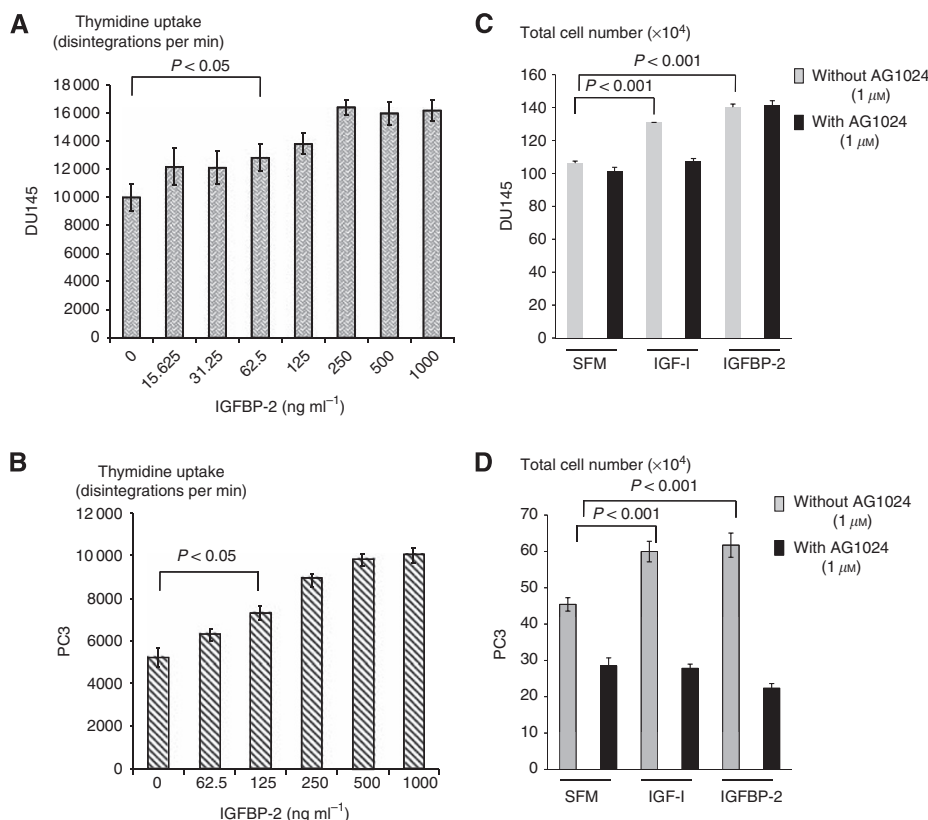 A
Thymidine uptake
(disintegrations per min)
P < 0.05
18 000
16 000
14 000
12 000
10 000
8000
6000
4000
2000
0
DU145
0 15.625 31.25 62.5 125 250 500 1000
IGFBP-2 (ng ml⁻¹)
C
Total cell number (×10⁴)
P < 0.001
P < 0.001
Without AG1024
(1 μM)
With AG1024
(1 μM)
160
140
120
100
80
60
40
20
0
DU145
SFM IGF-I IGFBP-2
B
Thymidine uptake
(disintegrations per min)
P < 0.05
12 000
10 000
8000
6000
4000
2000
0
PC3
0 62.5 125 250 500 1000
IGFBP-2 (ng ml⁻¹)
D
Total cell number (×10⁴)
P < 0.001
P < 0.001
Without AG1024
(1 μM)
With AG1024
(1 μM)
70
60
50
40
30
20
10
0
PC3
SFM IGF-I IGFBP-2